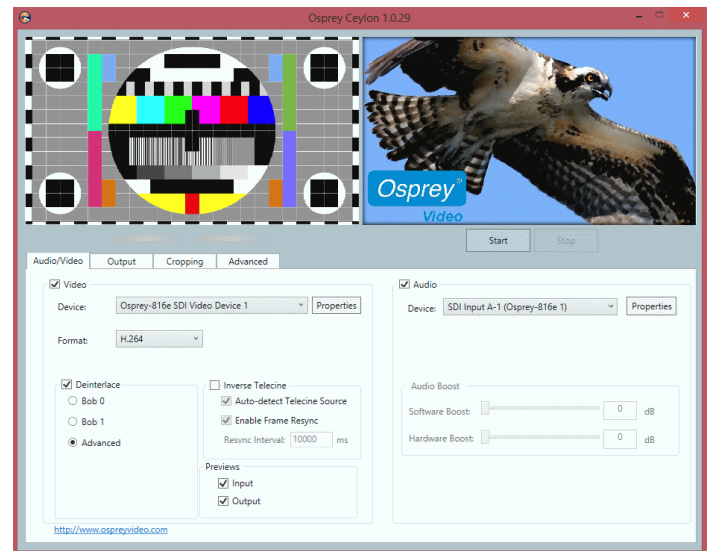 Osprey Ceylon 1.0.29
Osprey®
Video
Start
Stop
Audio/Video
Output
Cropping
Advanced
Video
Device:
Osprey-816e SDI Video Device 1
Properties
Format:
H.264
Deinterlace
Bob 0
Bob 1
Advanced
Inverse Telecine
Auto-detect Telecine Source
Enable Frame Resync
Resync Interval: 10000 ms
Previews
Input
Output
Audio
Device:
SDI Input A-1 (Osprey-816e 1)
Properties
Audio Boost
Software Boost:
0 dB
Hardware Boost:
0 dB
http://www.ospreyvideo.com